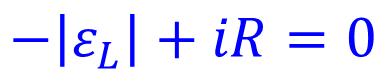 −|ε_L| + iR = 0